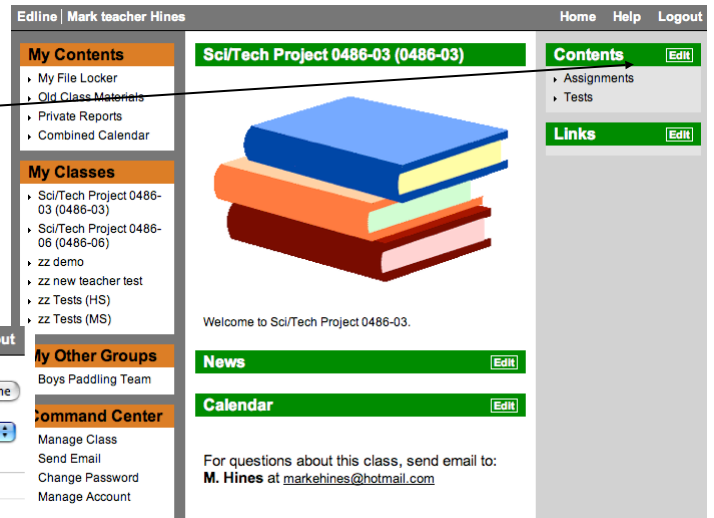 Edline | Mark teacher Hines
Home Help Logout
My Contents
My File Locker
Old Class Materials
Private Reports
Combined Calendar
My Classes
Sci/Tech Project 0486-
03 (0486-03)
Sci/Tech Project 0486-
06 (0486-06)
zz demo
zz new teacher test
zz Tests (HS)
zz Tests (MS)
My Other Groups
Boys Paddling Team
Command Center
Manage Class
Send Email
Change Password
Manage Account
Sci/Tech Project 0486-03 (0486-03)
Welcome to Sci/Tech Project 0486-03.
News Edit
Calendar Edit
For questions about this class, send email to:
M. Hines at markehines@hotmail.com
Contents Edit
Assignments
Tests
Links Edit